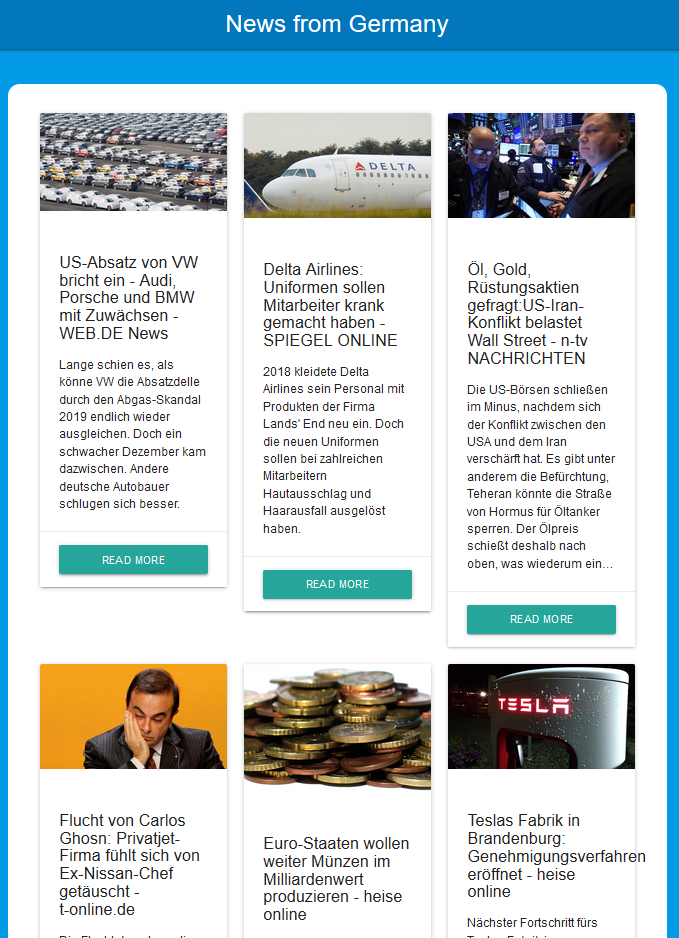 News from Germany
DELTA
US-Absatz von VW
bricht ein - Audi,
Porsche und BMW
mit Zuwächsen -
WEB.DE News
Lange schien es, als
könne VW die Absatzdelle
durch den Abgas-Skandal
2019 endlich wieder
ausgleichen. Doch ein
schwacher Dezember kam
dazwischen. Andere
deutsche Autobauer
schlugen sich besser.
READ MORE
Delta Airlines:
Uniformen sollen
Mitarbeiter krank
gemacht haben -
SPIEGEL ONLINE
2018 kleidete Delta
Airlines sein Personal mit
Produkten der Firma
Lands' End neu ein. Doch
die neuen Uniformen
sollen bei zahlreichen
Mitarbeitern
Hautausschlag und
Haarausfall ausgelöst
haben.
READ MORE
Öl, Gold,
Rüstungsaktien
gefragt:US-Iran-
Konflikt belastet
Wall Street - n-tv
NACHRICHTEN
Die US-Börsen schließen
im Minus, nachdem sich
der Konflikt zwischen den
USA und dem Iran
verschärft hat. Es gibt unter
anderem die Befürchtung,
Teheran könnte die Straße
von Hormus für Öltanker
sperren. Der Ölpreis
schießt deshalb nach
oben, was wiederum ein…
READ MORE
Flucht von Carlos
Ghosn: Privatjet-
Firma fühlt sich von
Ex-Nissan-Chef
getäuscht -
t-online.de
Euro-Staaten wollen
weiter Münzen im
Milliardenwert
produzieren - heise
online
TESLA
Teslas Fabrik in
Brandenburg:
Genehmigungsverfahren
eröffnet - heise
online
Nächster Fortschritt fürs